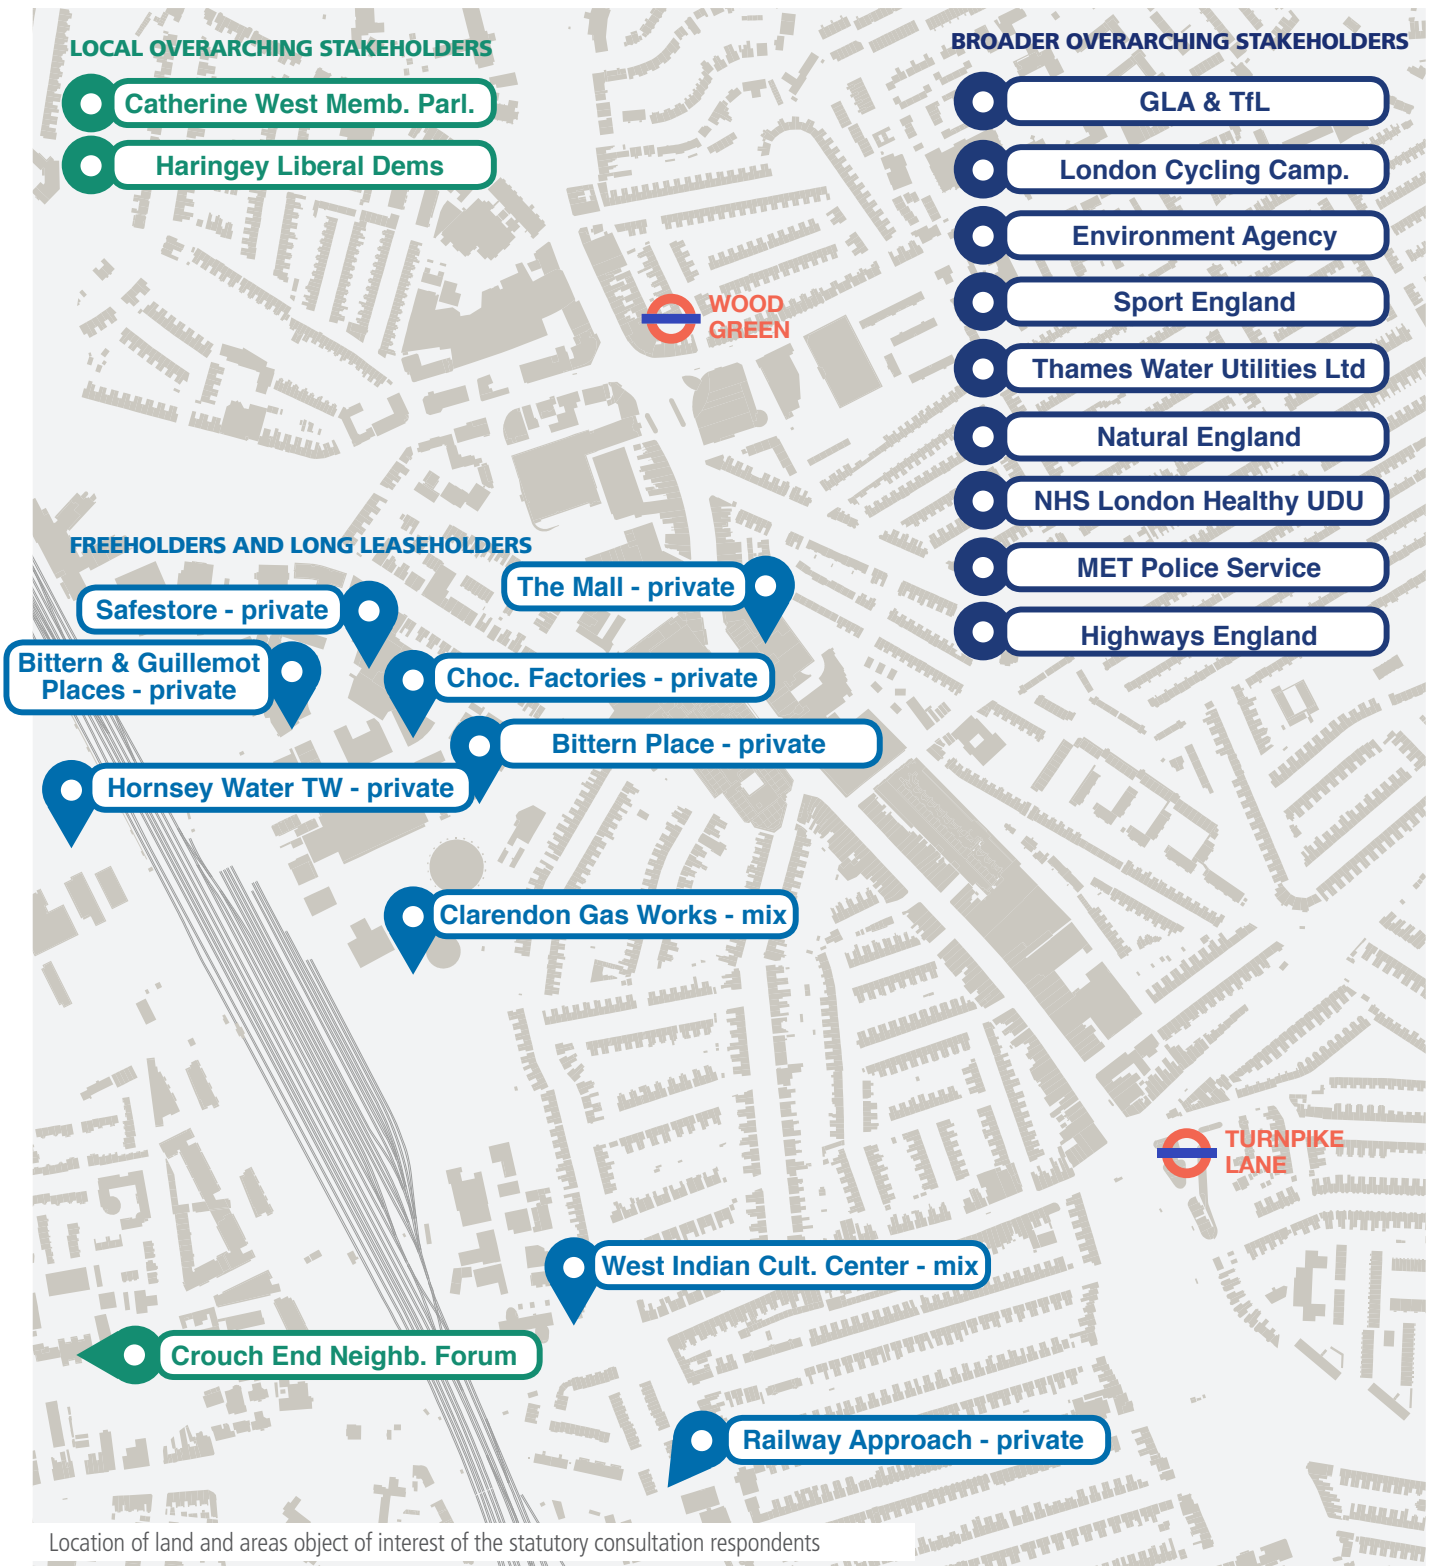 LOCAL OVERARCHING STAKEHOLDERS
Catherine West Memb. Parl.
Haringey Liberal Dems
BROADER OVERARCHING STAKEHOLDERS
GLA & TfL
London Cycling Camp.
Environment Agency
Sport England
Thames Water Utilities Ltd
Natural England
NHS London Healthy UDU
MET Police Service
Highways England
WOOD
GREEN
FREEHOLDERS AND LONG LEASEHOLDERS
The Mall - private
Safestore - private
Bittern & Guillemot
Places - private
Choc. Factories - private
Bittern Place - private
Hornsey Water TW - private
Clarendon Gas Works - mix
TURNPIKE
LANE
West Indian Cult. Center - mix
Crouch End Neighb. Forum
Railway Approach - private
Location of land and areas object of interest of the statutory consultation respondents